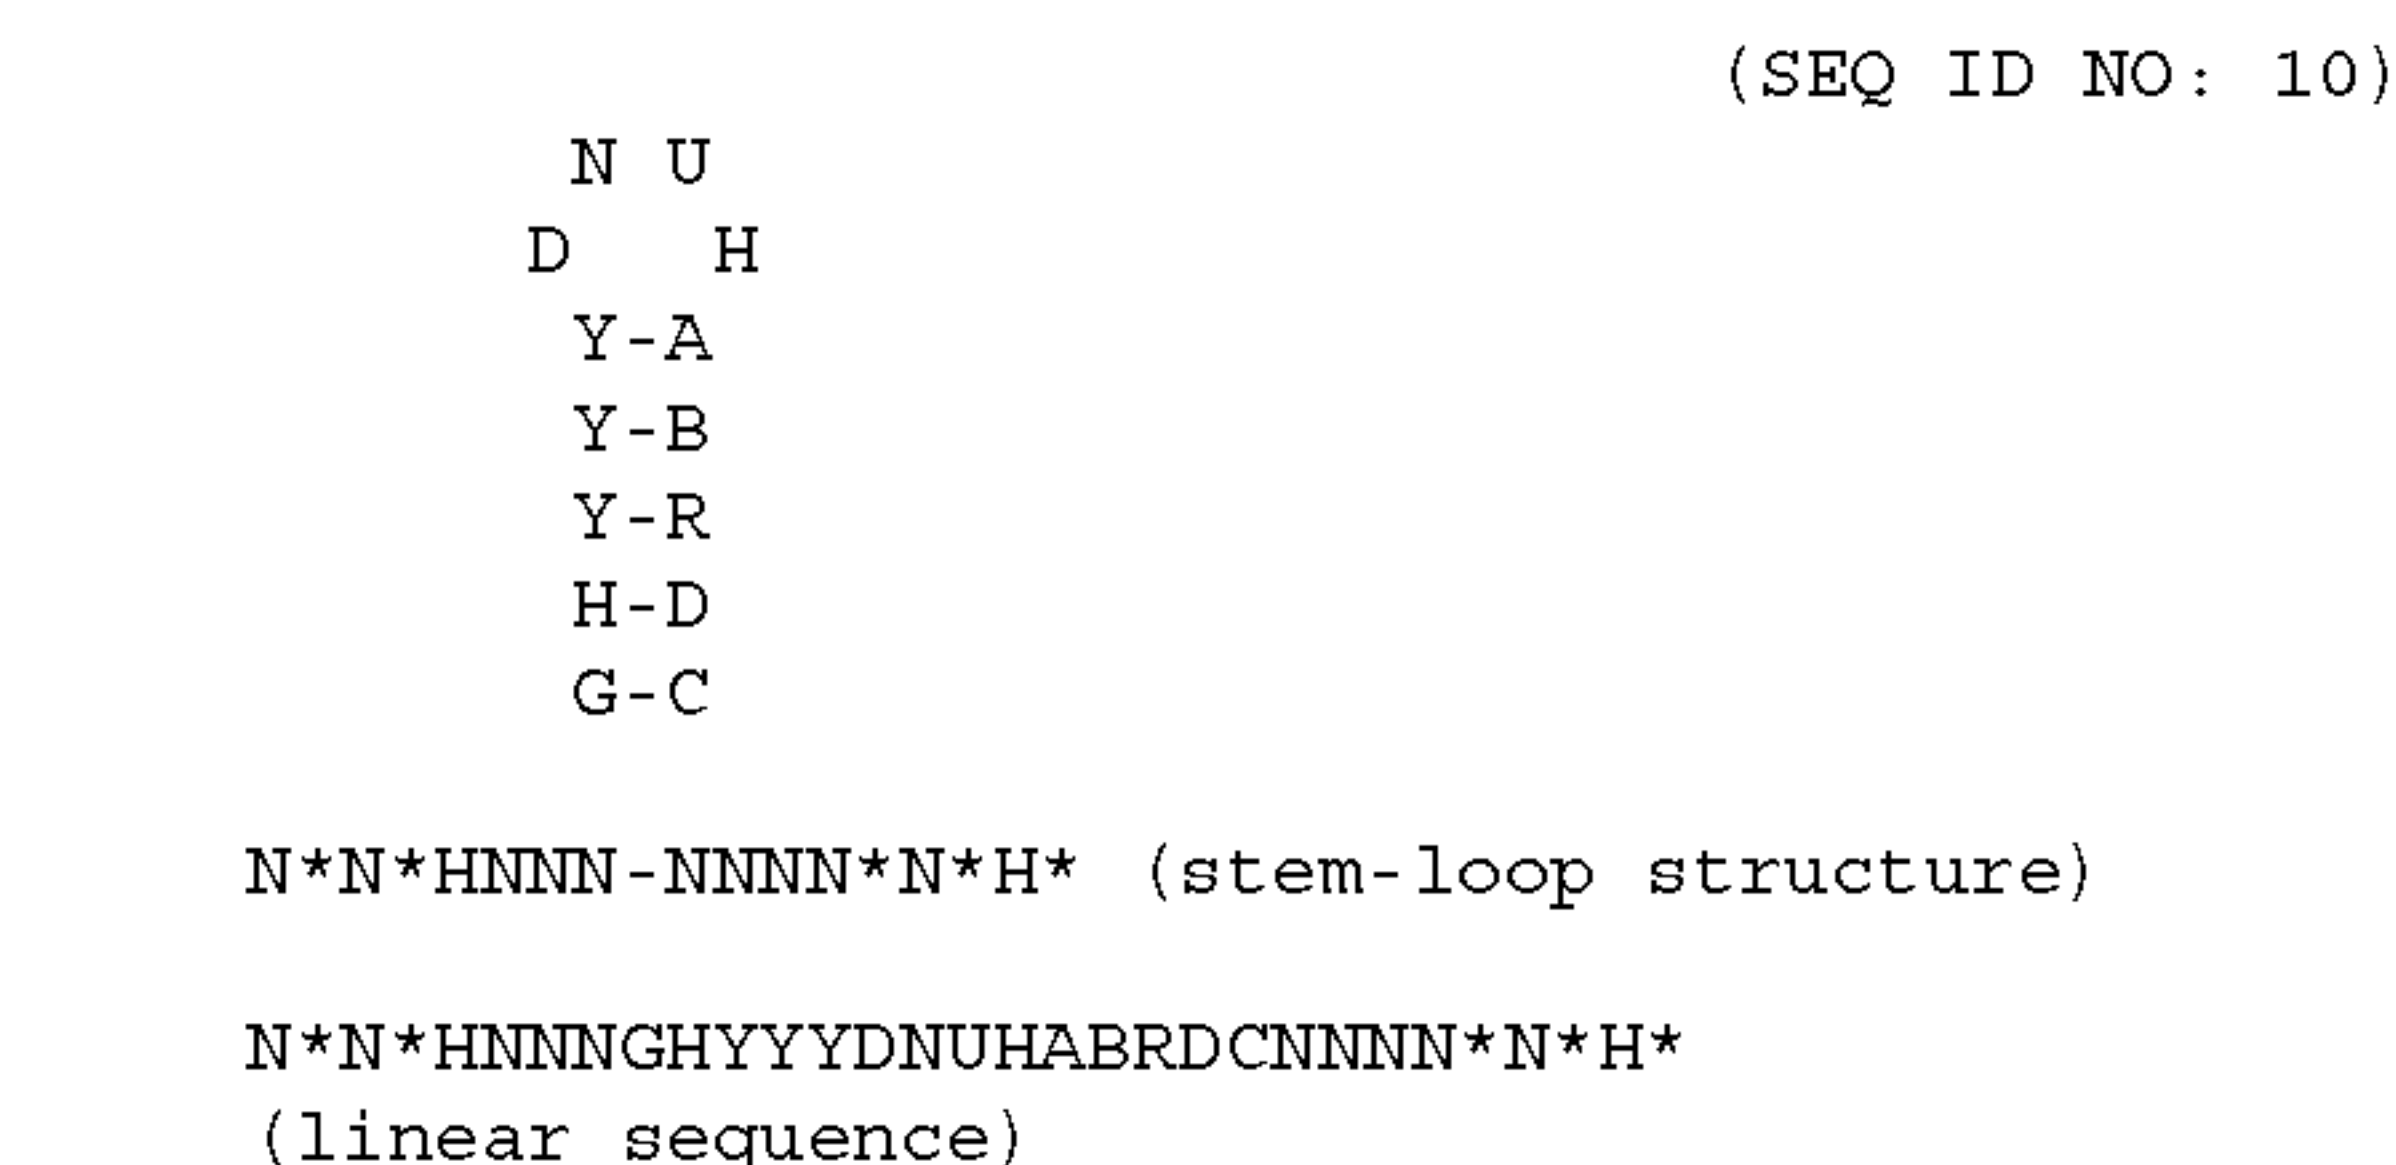 (SEQ ID NO: 10)
N U
D H
Y-A
Y-B
Y-R
H-D
G-C
N*N*HNNN-NNNN*N*H* (stem-loop structure)
N*N*HNNNGHYYYDNUHABRDCNNNN*N*H*
(linear sequence)